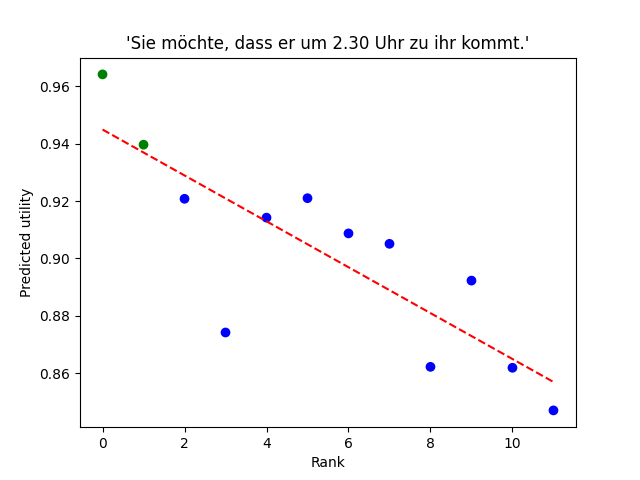 'Sie möchte, dass er um 2.30 Uhr zu ihr kommt.'
0.96
0.94
0.92
0.90
0.88
0.86
Predicted utility
0 2 4 6 8 10
Rank